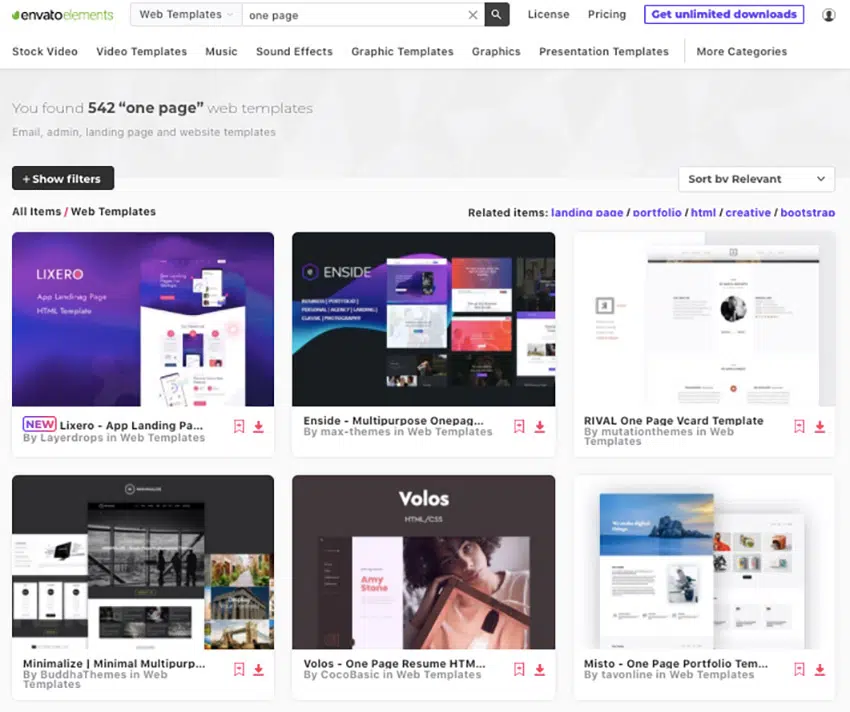 envatoelements
Web Templates
one page
License
Pricing
Get unlimited downloads
Stock Video
Video Templates
Music
Sound Effects
Graphic Templates
Graphics
Presentation Templates
More Categories
You found 542 “one page” web templates
Email, admin, landing page and website templates
+ Show filters
Sort by Relevant
All Items / Web Templates
Related items: landing page / portfolio / html / creative / bootstrap
LIXERO
App Landing Page
HTML Template
ENSIDE
BUSINESS | PORTFOLIO |
PERSONAL | AGENCY | LANDING |
CLASSIC | PHOTOGRAPHY
NEW Lixero - App Landing Pa...
By Layerdrops in Web Templates
Enside - Multipurpose Onepag...
By max-themes in Web Templates
RIVAL One Page Vcard Template
By mutationthemes in Web
Templates
MINIMALIZE
Volos
HTML/CSS
Amy
Stone
We make digital
things.
Minimalize | Minimal Multipurp...
By BuddhaThemes in Web
Templates
Volos - One Page Resume HTM...
By CocoBasic in Web Templates
Misto - One Page Portfolio Tem...
By tavonline in Web Templates